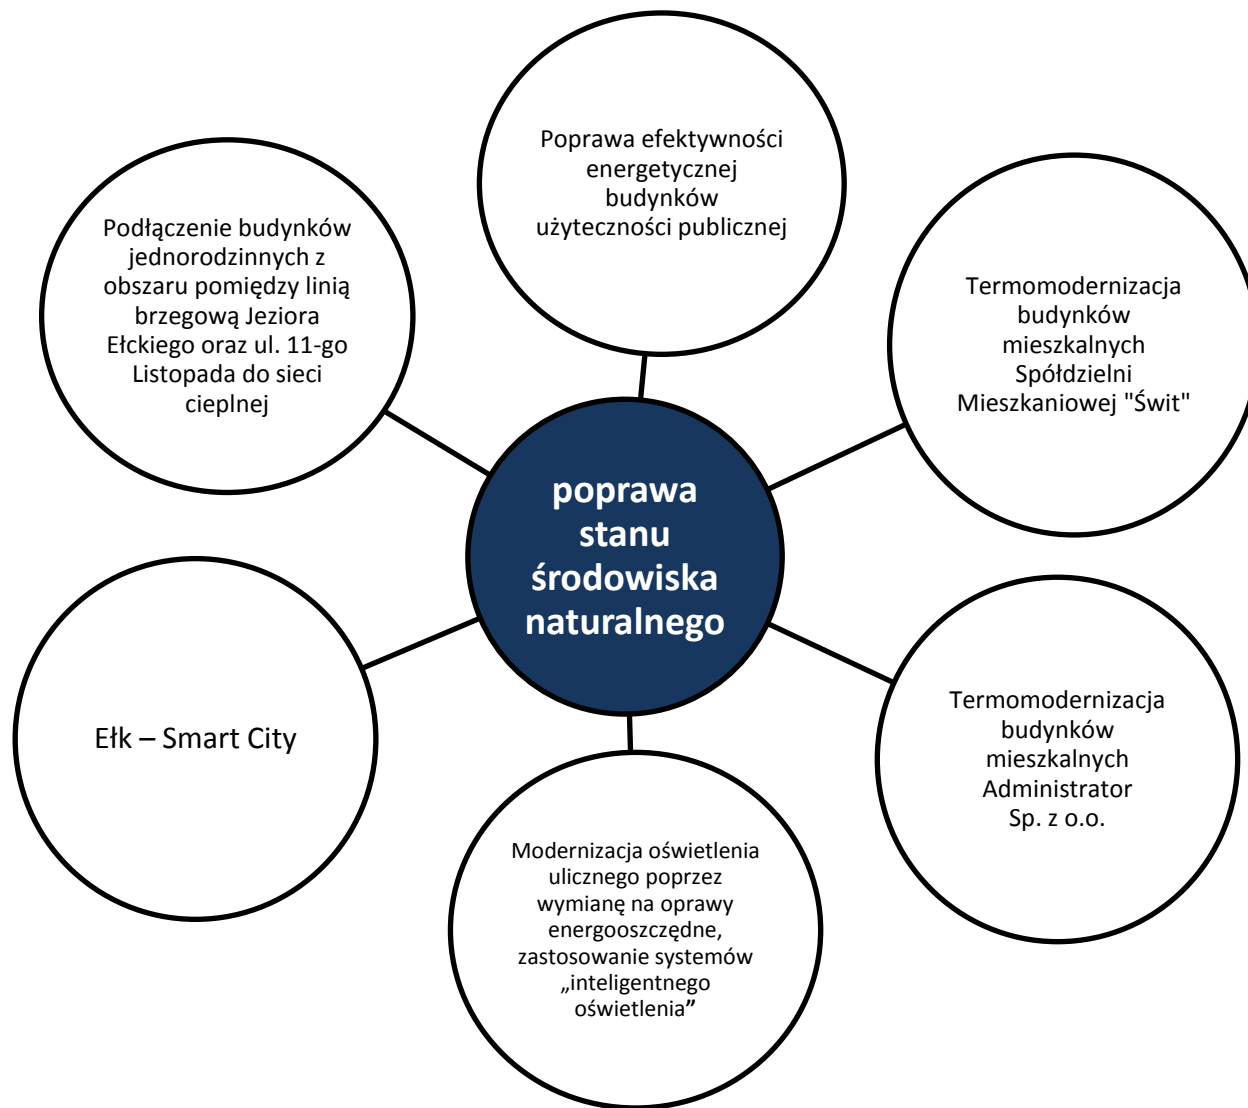 Poprawa efektywności
energetycznej
budynków
użyteczności publicznej
Podłączenie budynków
jednorodzinnych z
obszaru pomiędzy linią
brzegową Jeziora
Ełckiego oraz ul. 11-go
Listopada do sieci
cieplnej
Termomodernizacja
budynków
mieszkalnych
Spółdzielni
Mieszkaniowej "Świt"
poprawa
stanu
środowiska
naturalnego
Ełk – Smart City
Termomodernizacja
budynków
mieszkalnych
Administrator
Sp. z o.o.
Modernizacja oświetlenia
ulicznego poprzez
wymianę na oprawy
energooszczędne,
zastosowanie systemów
„inteligentnego
oświetlenia”